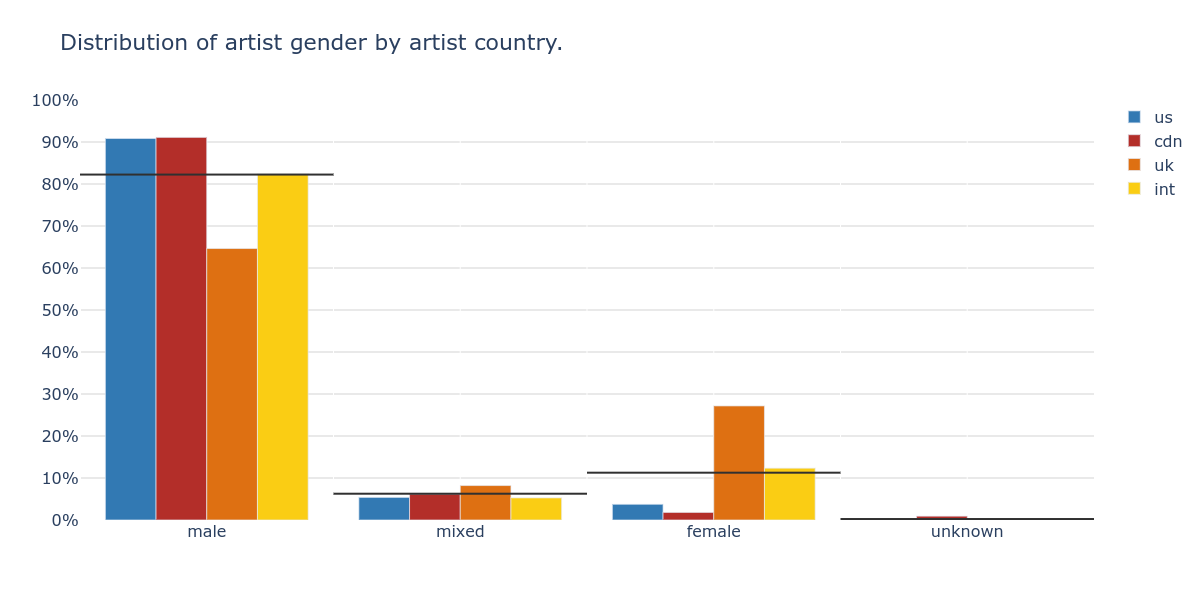 Distribution of artist gender by artist country.
100%
90%
80%
70%
60%
50%
40%
30%
20%
10%
0%
male mixed female unknown
us
cdn
uk
int